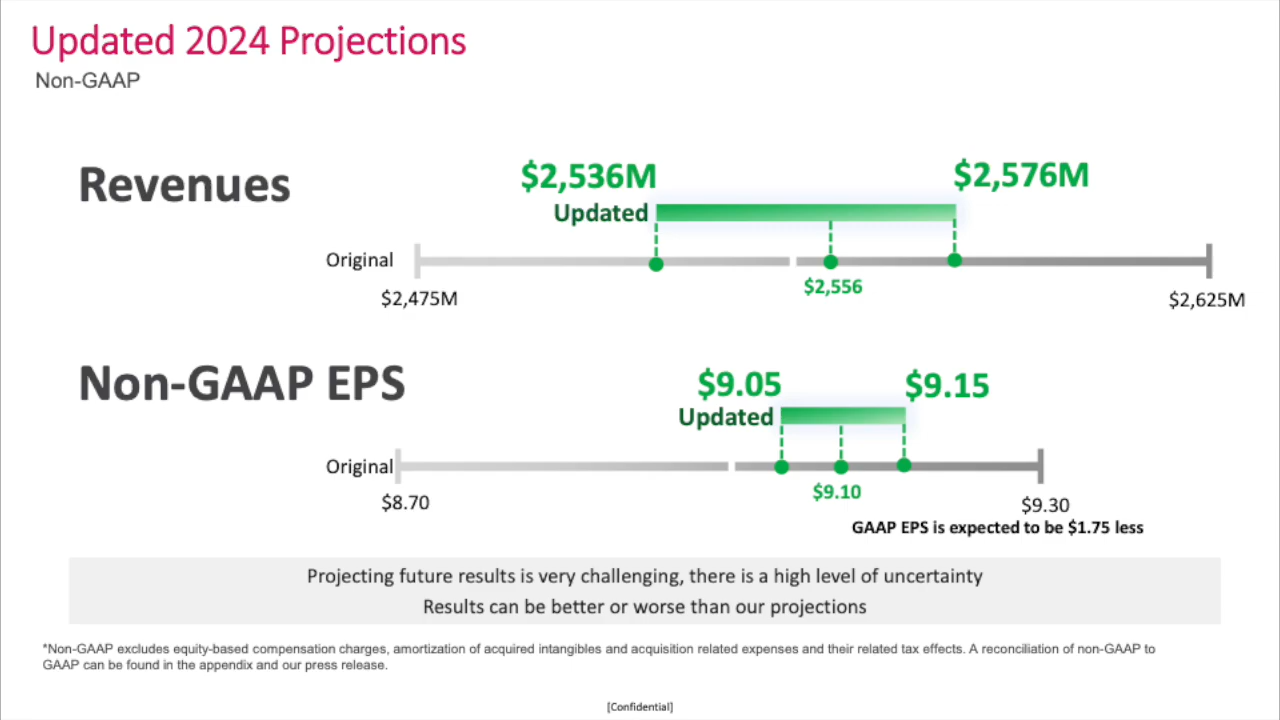 Updated 2024 Projections
Non-GAAP
Revenues
$2,536M
$2,576M
Updated
Original
$2,556
$2,475M
$2,625M
Non-GAAP EPS
$9.05
$9.15
Updated
Original
$9.10
$8.70
$9.30
GAAP EPS is expected to be $1.75 less
Projecting future results is very challenging, there is a high level of uncertainty
Results can be better or worse than our projections
*Non-GAAP excludes equity-based compensation charges, amortization of acquired intangibles and acquisition related expenses and their related tax effects. A reconciliation of non-GAAP to
GAAP can be found in the appendix and our press release.
[Confidential]